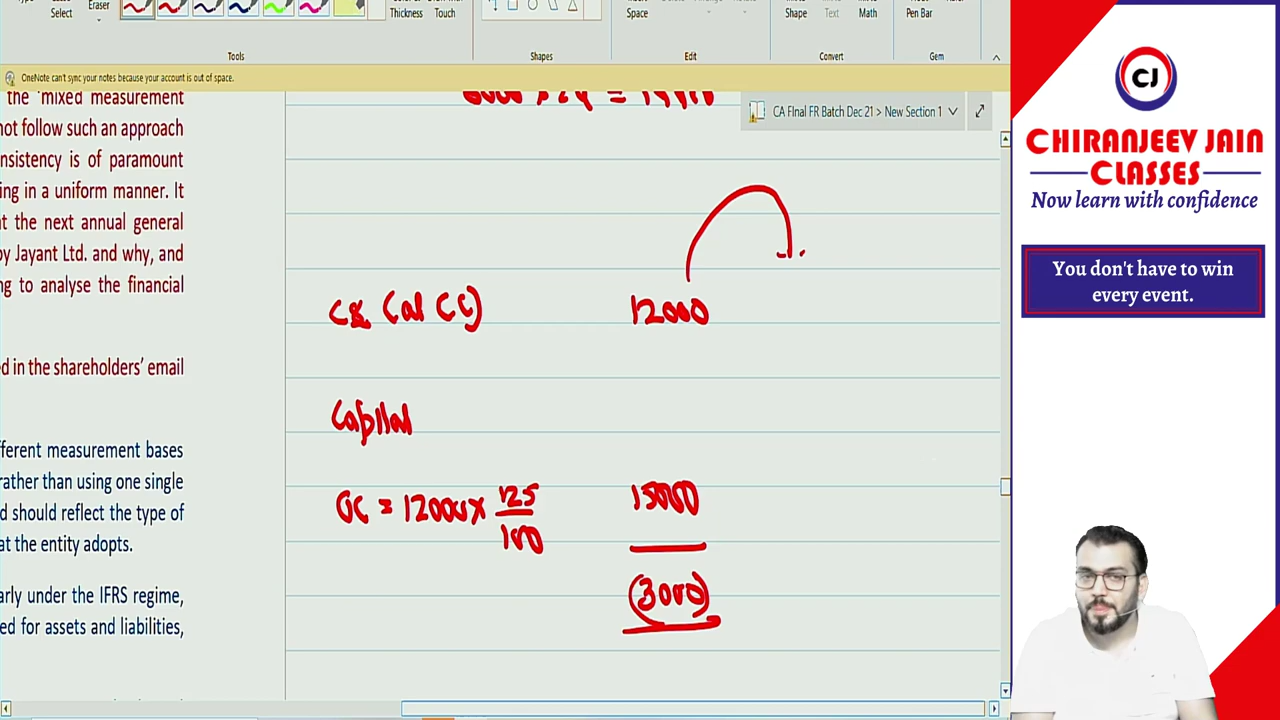 Select
Eraser
Thickness
Touch
Space
Shape
Text
Math
Pen Bar
Tools
Shapes
Edit
Convert
Gem
OneNote can't sync your notes because your account is out of space.
CA FInal FR Batch Dec 21 > New Section 1
the 'mixed measurement
not follow such an approach
nsistency is of paramount
ing in a uniform manner. It
at the next annual general
by Jayant Ltd. and why, and
ng to analyse the financial
ed in the shareholders' email
fferent measurement bases
rather than using one single
d should reflect the type of
at the entity adopts.
arly under the IFRS regime,
ed for assets and liabilities,
12000
Capital
OC = 12000 × 125/100
15000
(3000)
CJ
CHIRANJEEV JAIN
CLASSES
Now learn with confidence
You don't have to win
every event.